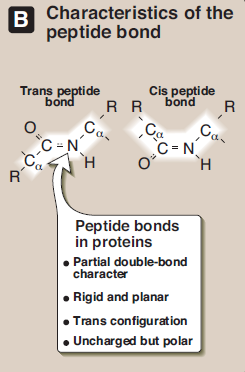 B Characteristics of the
peptide bond
Trans peptide
bond
Cis peptide
bond
R
O
Cα
C = N
Cα
H
R
R
R
Cα
Cα
C = N
O
H
Peptide bonds
in proteins
• Partial double-bond
character
• Rigid and planar
• Trans configuration
• Uncharged but polar